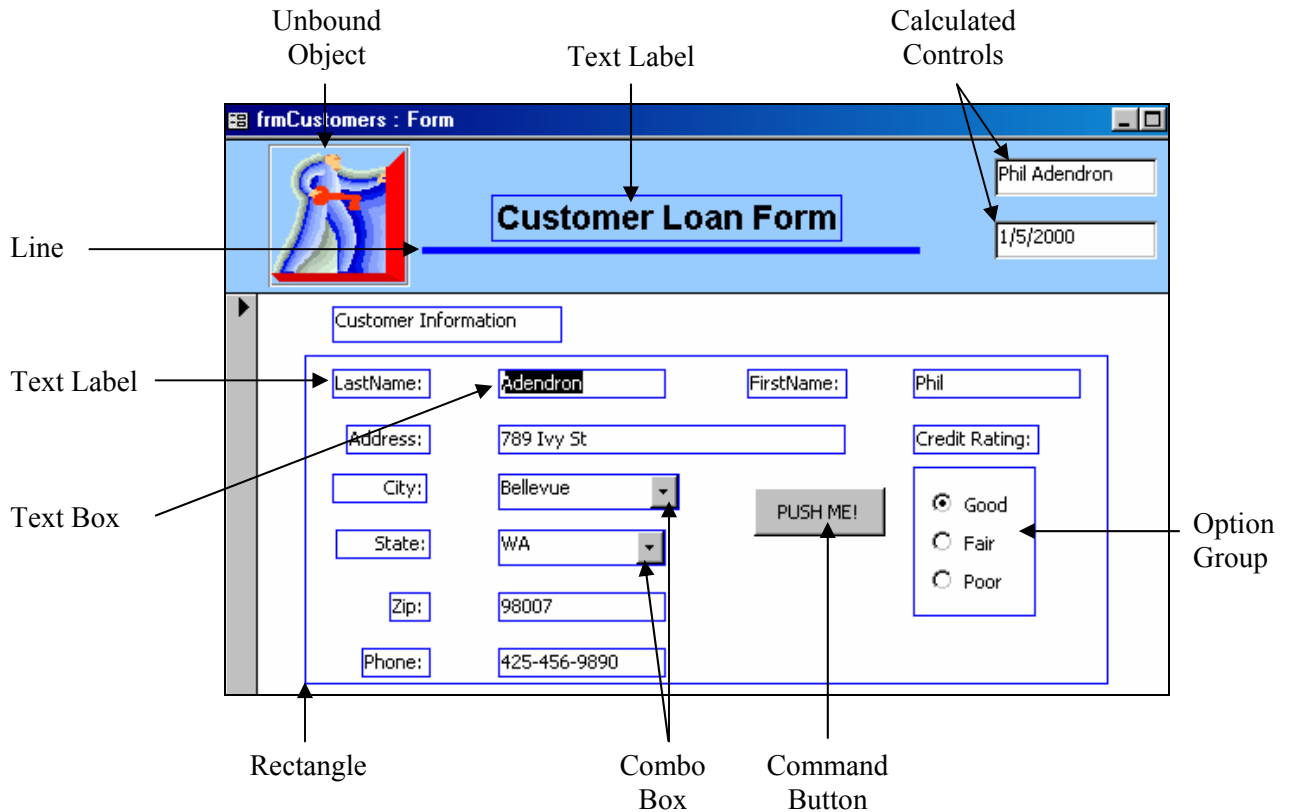 Unbound
Object
Text Label
Calculated
Controls
frmCustomers : Form
Phil Adendron
Customer Loan Form
1/5/2000
Line
Customer Information
Text Label
LastName:
Adendron
FirstName:
Phil
Address:
789 Ivy St
Credit Rating:
City:
Bellevue
PUSH ME!
Good
Text Box
Option
Group
State:
WA
Fair
Poor
Zip:
98007
Phone:
425-456-9890
Rectangle
Combo
Box
Command
Button